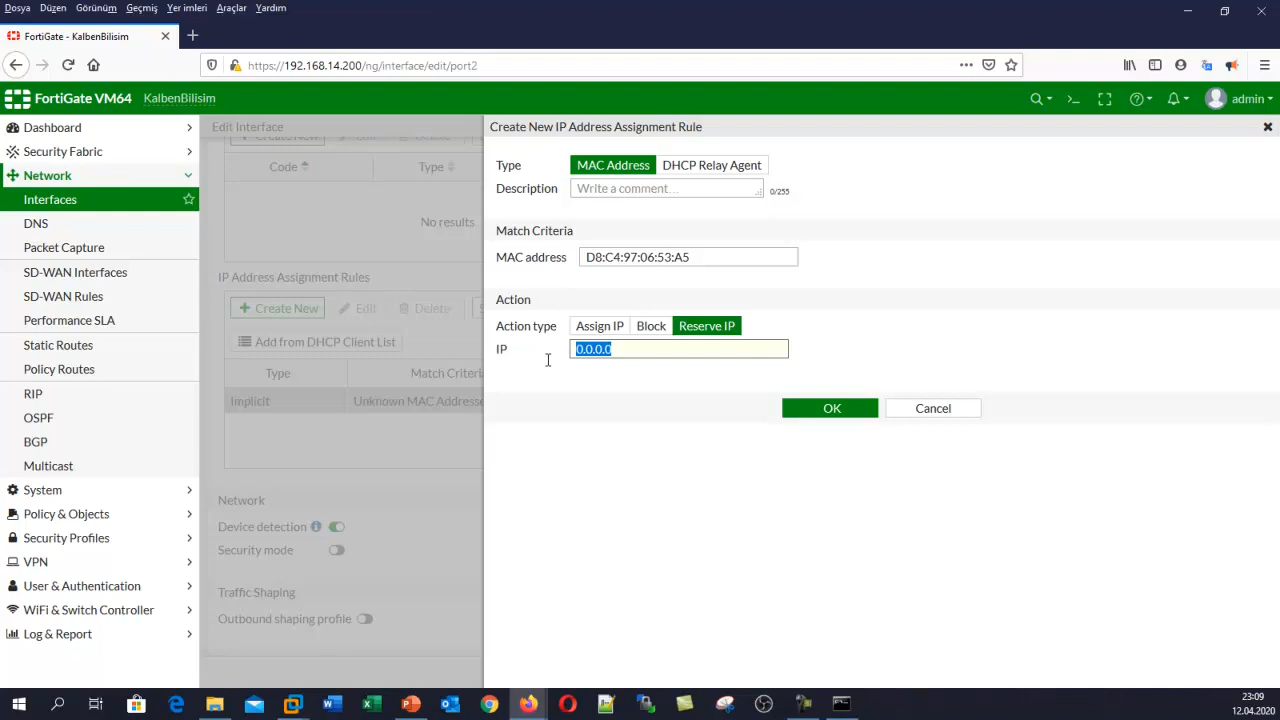 Dosya Düzen Görünüm Geçmiş Yer imleri Araçlar Yardım
FortiGate - KalbenBilisim
https://192.168.14.200/ng/interface/edit/port2
FortiGate VM64 KalbenBilisim
admin
Dashboard
Security Fabric
Network
Interfaces
DNS
Packet Capture
SD-WAN Interfaces
SD-WAN Rules
Performance SLA
Static Routes
Policy Routes
RIP
OSPF
BGP
Multicast
System
Policy & Objects
Security Profiles
VPN
User & Authentication
WiFi & Switch Controller
Log & Report
Edit Interface
Code Type
No results
IP Address Assignment Rules
Create New Edit Delete
Add from DHCP Client List
Type Match Criteri
Implicit Unknown MAC Addresse
Network
Device detection
Security mode
Traffic Shaping
Outbound shaping profile
Create New IP Address Assignment Rule
Type MAC Address DHCP Relay Agent
Description Write a comment... 0/255
Match Criteria
MAC address D8:C4:97:06:53:A5
Action
Action type Assign IP Block Reserve IP
IP 0.0.0.0
OK Cancel
23:09
12.04.2020